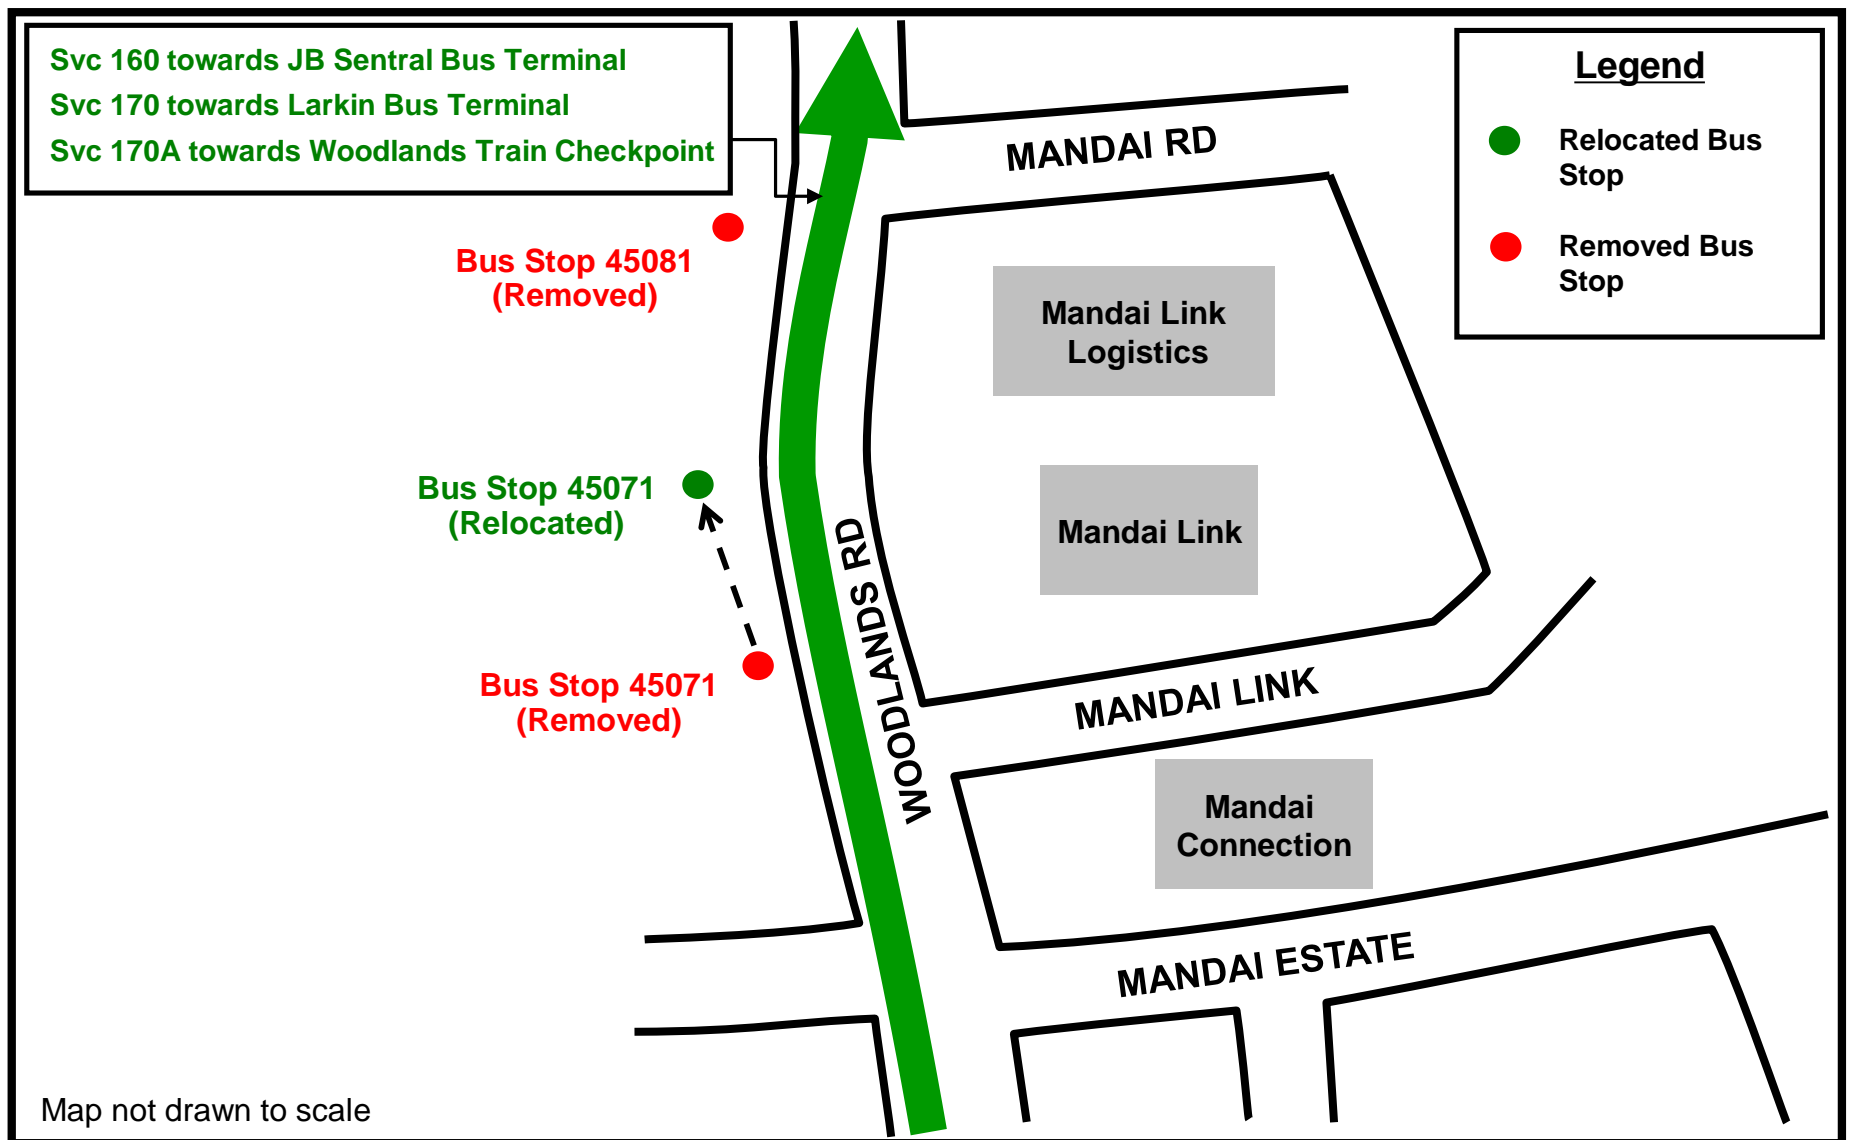 Svc 160 towards JB Sentral Bus Terminal
Svc 170 towards Larkin Bus Terminal
Svc 170A towards Woodlands Train Checkpoint
Legend
Relocated Bus
Stop
Removed Bus
Stop
MANDAI RD
Bus Stop 45081
(Removed)
Mandai Link
Logistics
Bus Stop 45071
(Relocated)
Mandai Link
WOODLANDS RD
Bus Stop 45071
(Removed)
MANDAI LINK
Mandai
Connection
MANDAI ESTATE
Map not drawn to scale